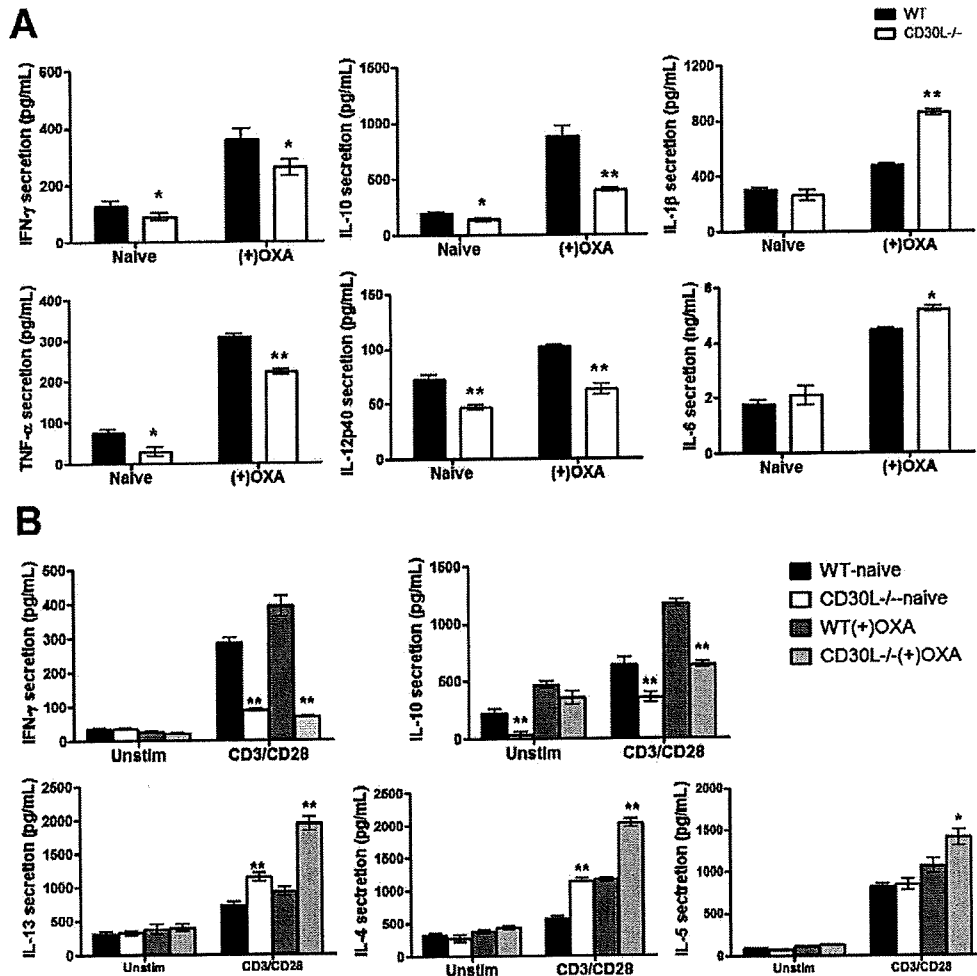 A
WT
CD30L-/-
IFN-γ secretion (pg/mL)
600
400
200
0
*
*
Naive
(+)OXA
IL-10 secretion (pg/mL)
1500
1000
500
0
*
**
Naive
(+)OXA
IL-1β secretion (pg/mL)
1200
800
400
0
**
Naive
(+)OXA
TNF-α secretion (pg/mL)
400
300
200
100
0
*
**
Naive
(+)OXA
IL-12p40 secretion (pg/mL)
150
100
50
0
**
**
Naive
(+)OXA
IL-6 secretion (ng/mL)
6
4
2
0
*
Naive
(+)OXA
B
IFN-γ secretion (pg/mL)
500
400
300
200
100
0
**
**
Unstim
CD3/CD28
IL-10 secretion (pg/mL)
1500
1000
500
0
**
**
**
Unstim
CD3/CD28
WT-naive
CD30L-/--naive
WT(+)OXA
CD30L-/-(+)OXA
IL-13 secretion (pg/mL)
2500
2000
1500
1000
500
0
**
**
Unstim
CD3/CD28
IL-4 secretion (pg/mL)
2500
2000
1500
1000
500
0
**
**
Unstim
CD3/CD28
IL-5 sectretion (pg/mL)
2000
1500
1000
500
0
*
Unstim
CD3/CD28